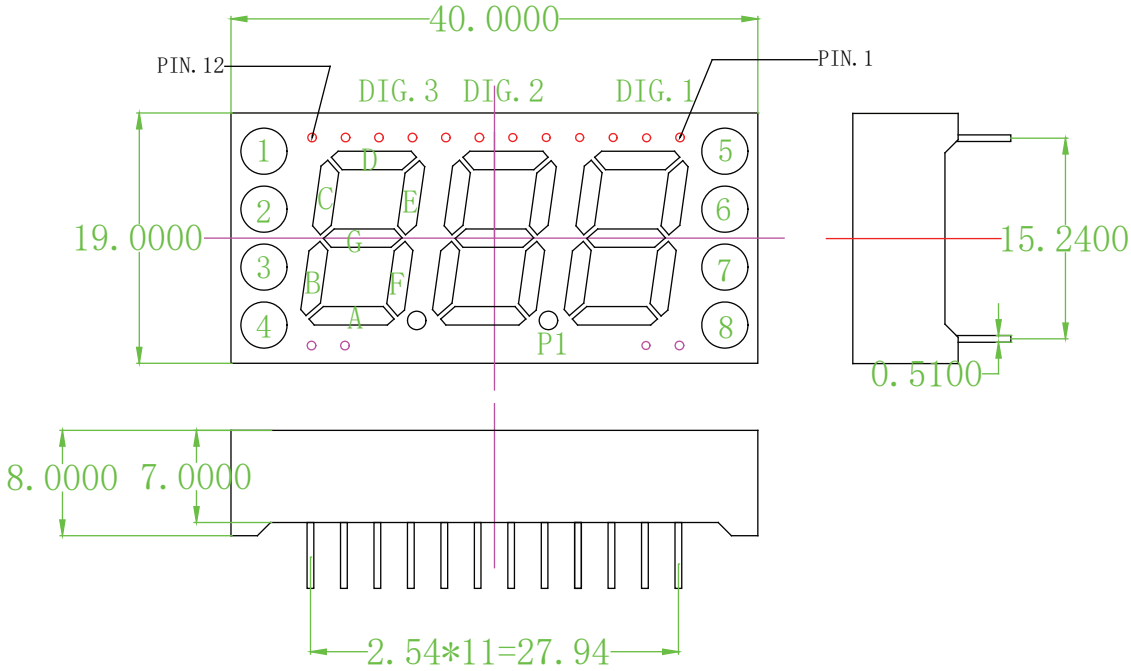 40.0000
PIN.12
PIN.1
DIG.3 DIG.2 DIG.1
1
D
5
2
C
E
6
19.0000
G
15.2400
3
B
F
7
4
A
P1
8
0.5100
8.0000
7.0000
2.54*11=27.94